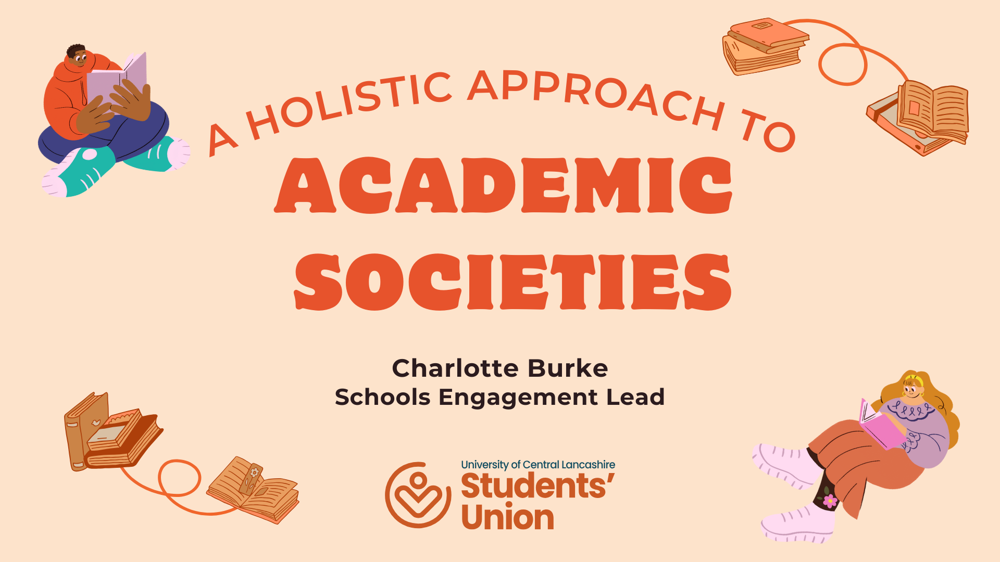 A HOLISTIC APPROACH TO
ACADEMIC
SOCIETIES
Charlotte Burke
Schools Engagement Lead
University of Central Lancashire
Students’
Union